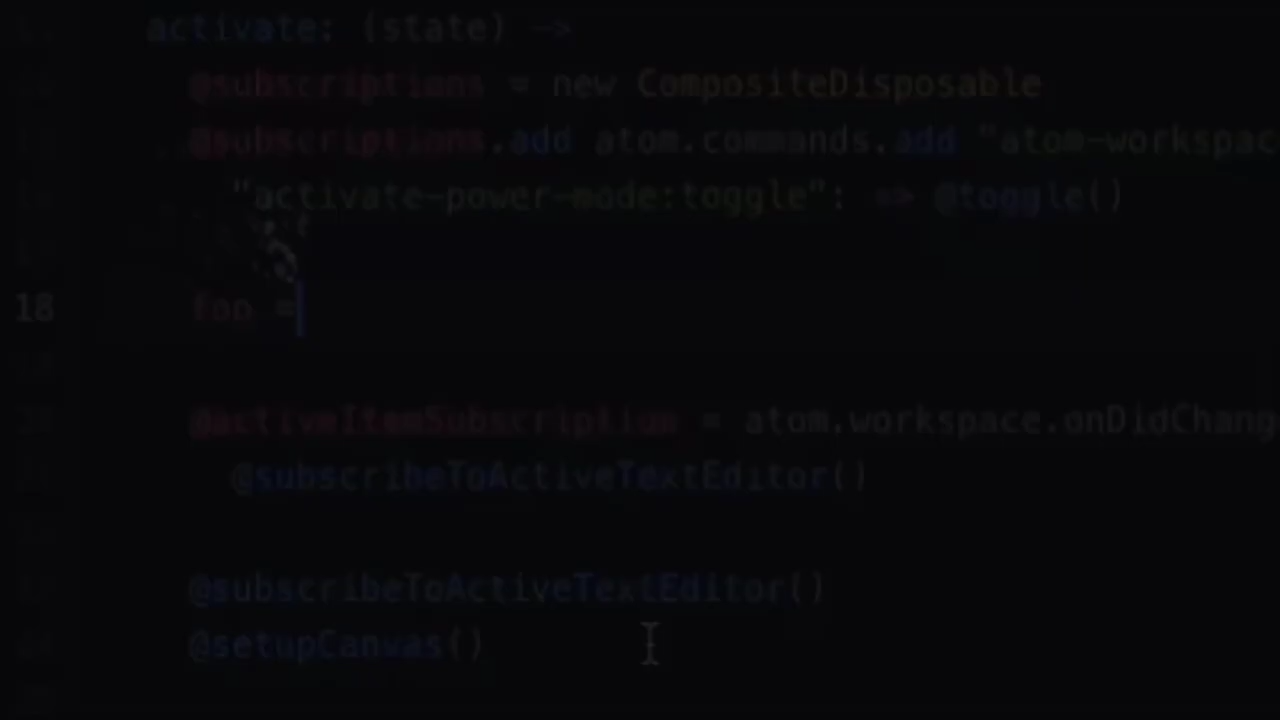 activate: (state) ->
@subscriptions = new CompositeDisposable
@subscriptions.add atom.commands.add "atom-workspac
"activate-power-mode:toggle": => @toggle()
18 foo =
@activeItemSubscription = atom.workspace.onDidChang
@subscribeToActiveTextEditor()
@subscribeToActiveTextEditor()
@setupCanvas()